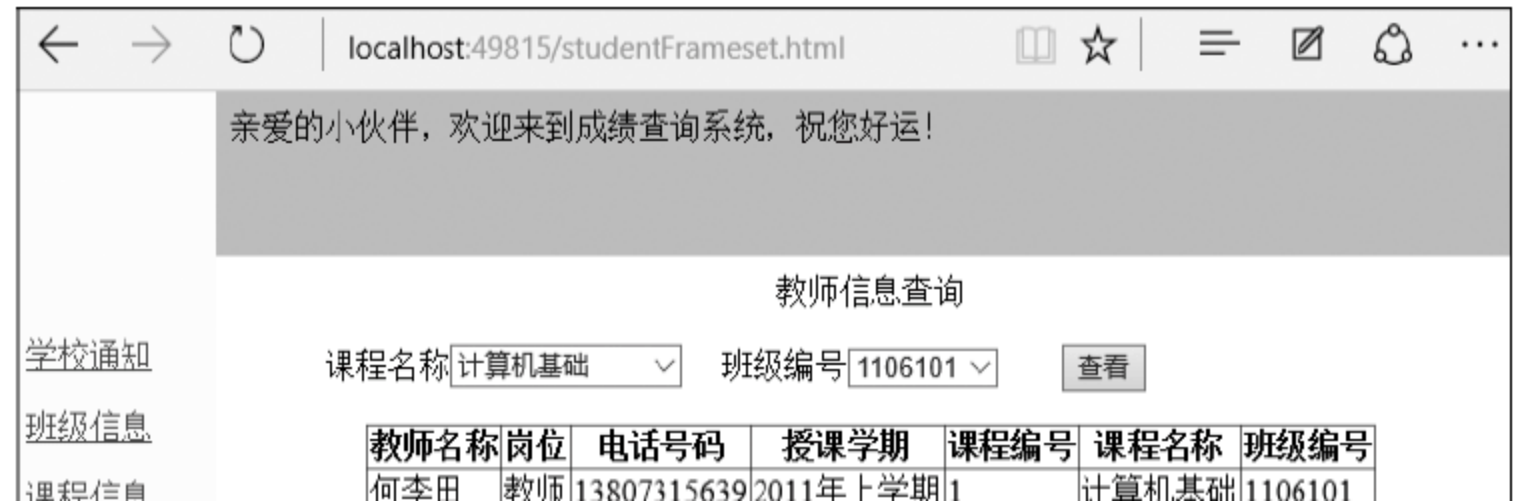 localhost:49815/studentFrameset.html
亲爱的小伙伴，欢迎来到成绩查询系统，祝您好运！
教师信息查询
课程名称 计算机基础 班级编号 1106101 查看
学校通知
班级信息
课程信息
教师名称 岗位 电话号码 授课学期 课程编号 课程名称 班级编号
何李田 教师 13807315639 2011年上学期 1 计算机基础 1106101